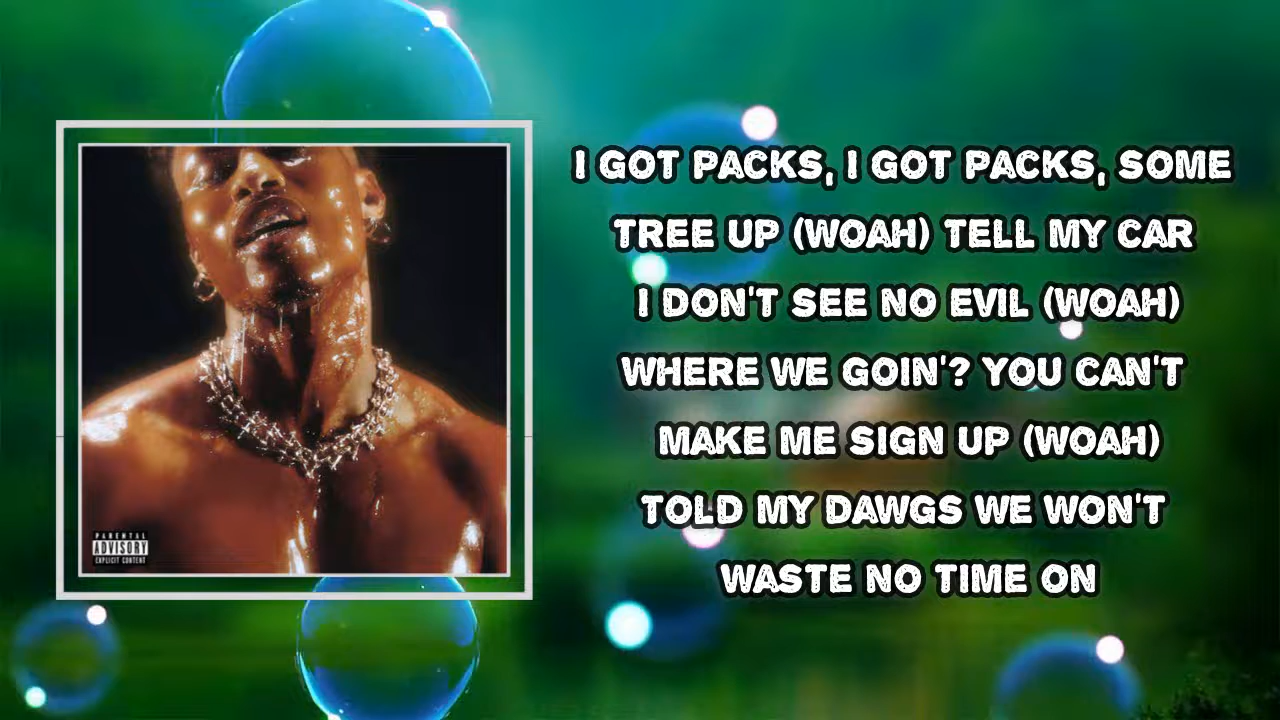 I GOT PACKS, I GOT PACKS, SOME
TREE UP (WOAH) TELL MY CAR
I DON'T SEE NO EVIL (WOAH)
WHERE WE GOIN'? YOU CAN'T
MAKE ME SIGN UP (WOAH)
TOLD MY DAWGS WE WON'T
WASTE NO TIME ON
PARENTAL
ADVISORY
EXPLICIT CONTENT